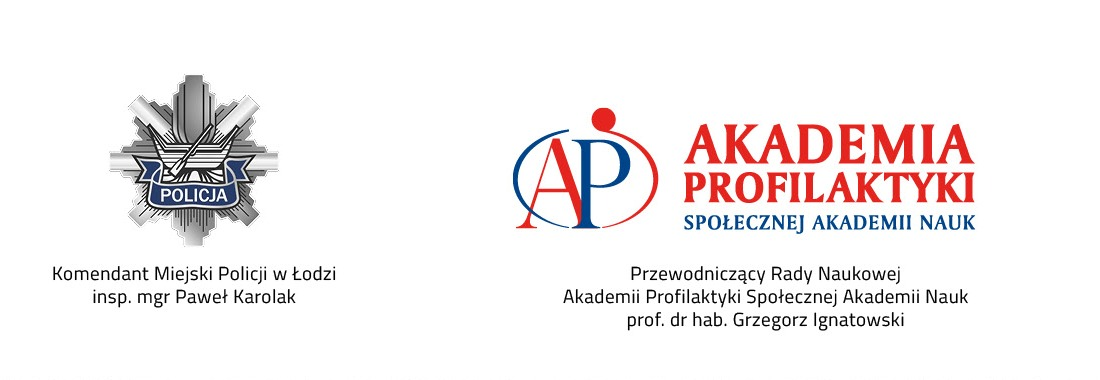 POLICJA
Komendant Miejski Policji w Łodzi
insp. mgr Paweł Karolak
AP
AKADEMIA
PROFILAKTYKI
SPOŁECZNEJ AKADEMII NAUK
Przewodniczący Rady Naukowej
Akademii Profilaktyki Społecznej Akademii Nauk
prof. dr hab. Grzegorz Ignatowski